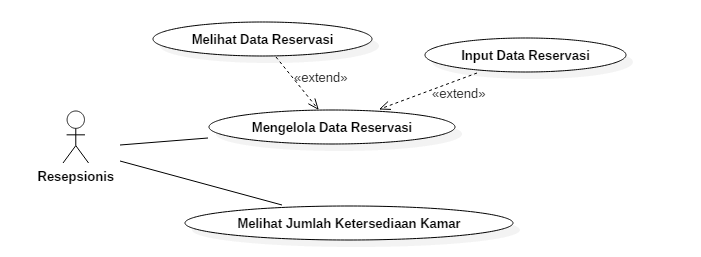 Melihat Data Reservasi
Input Data Reservasi
«extend»
«extend»
Mengelola Data Reservasi
Resepsionis
Melihat Jumlah Ketersediaan Kamar